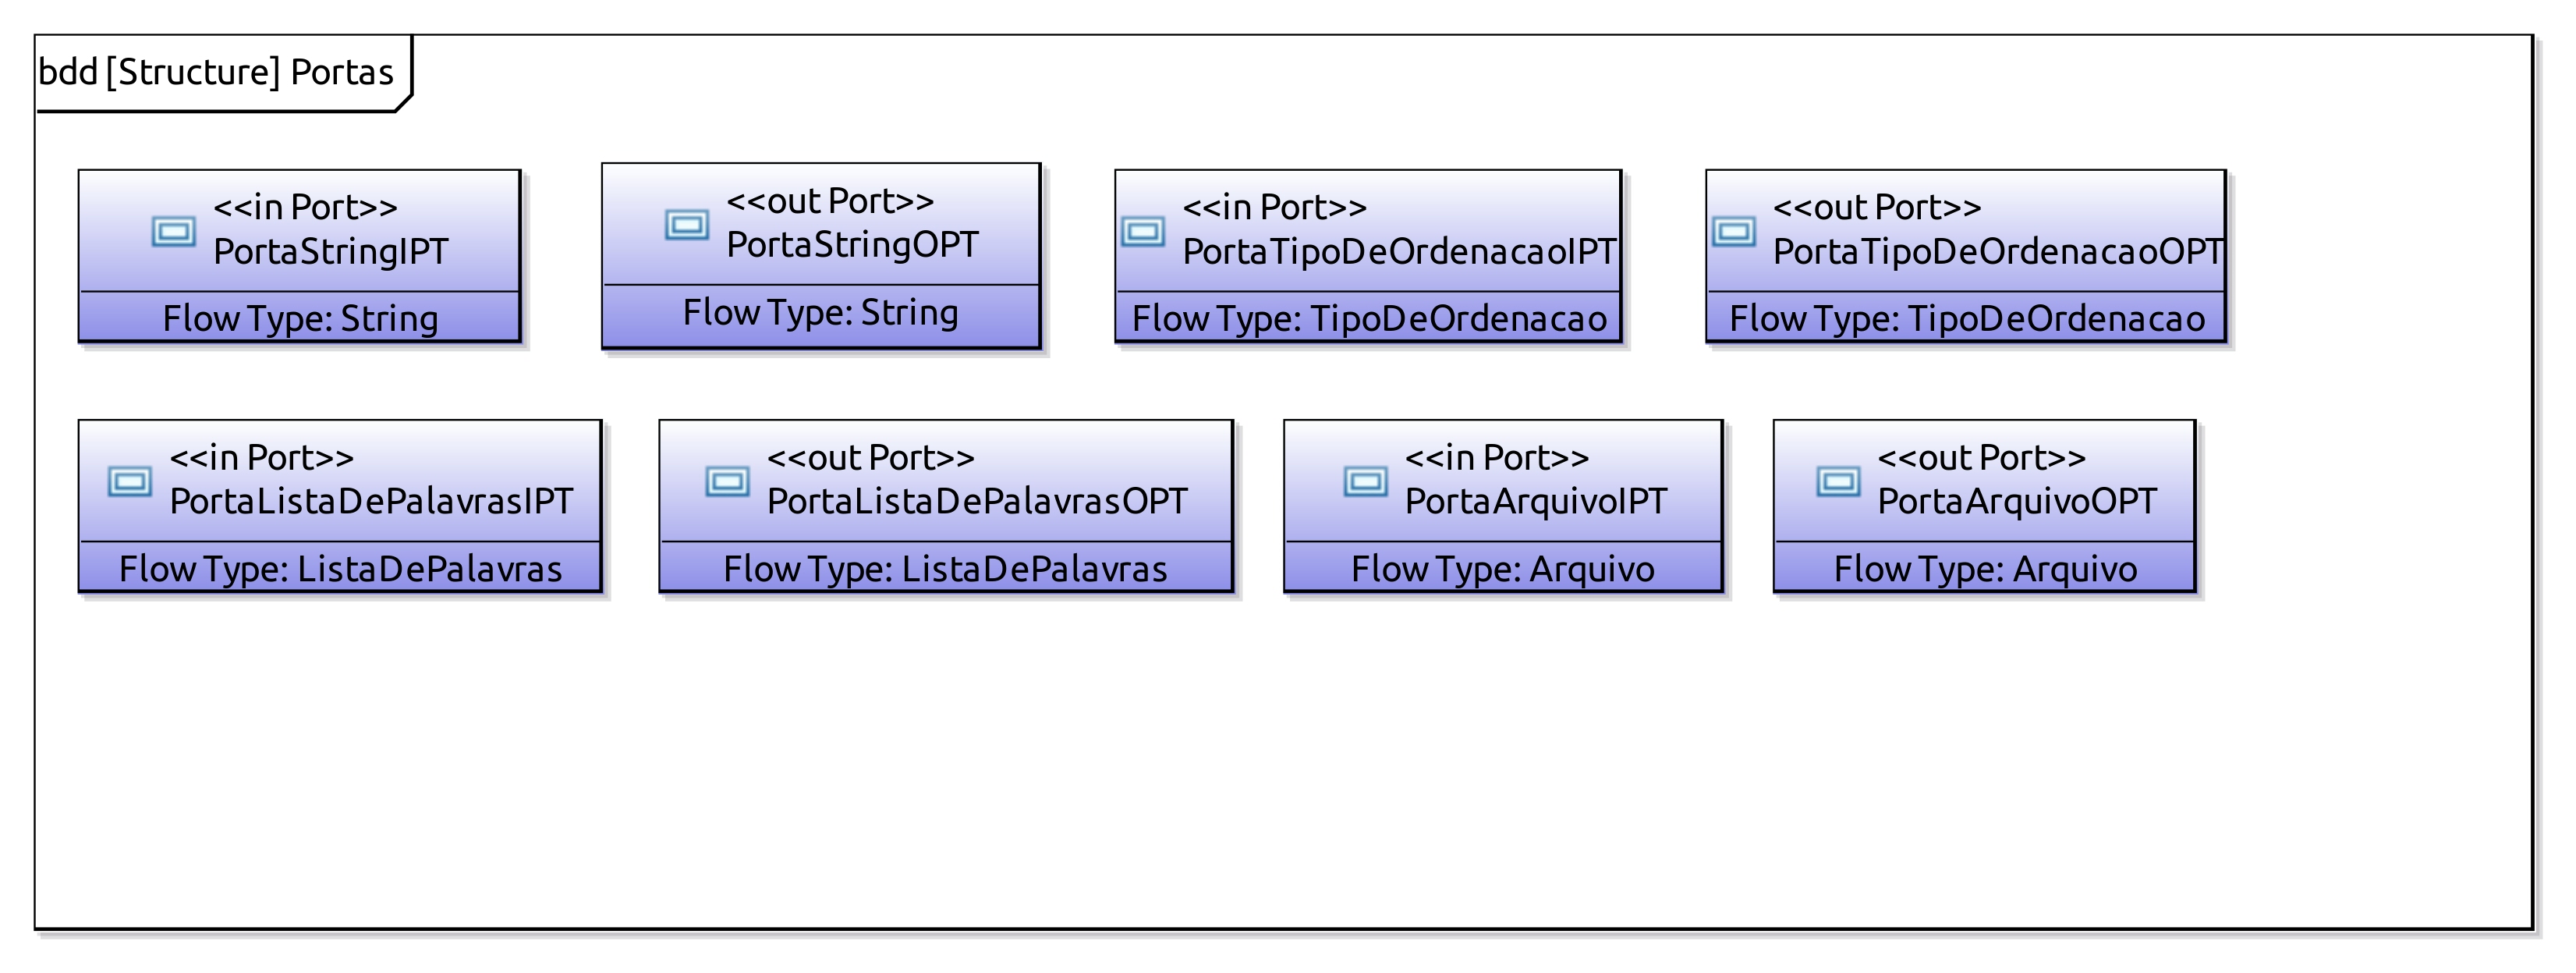 bdd [Structure] Portas
<<in Port>>
PortaStringIPT
Flow Type: String
<<out Port>>
PortaStringOPT
Flow Type: String
<<in Port>>
PortaTipoDeOrdenacaoIPT
Flow Type: TipoDeOrdenacao
<<out Port>>
PortaTipoDeOrdenacaoOPT
Flow Type: TipoDeOrdenacao
<<in Port>>
PortaListaDePalavrasIPT
Flow Type: ListaDePalavras
<<out Port>>
PortaListaDePalavrasOPT
Flow Type: ListaDePalavras
<<in Port>>
PortaArquivoIPT
Flow Type: Arquivo
<<out Port>>
PortaArquivoOPT
Flow Type: Arquivo